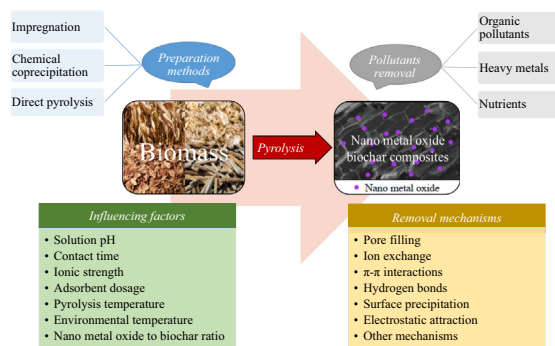 Impregnation
Chemical
coprecipitation
Direct pyrolysis
Preparation
methods
Pollutants
removal
Organic
pollutants
Heavy metals
Nutrients
Biomass
Pyrolysis
Nano metal oxide
biochar composites
• Nano metal oxide
Influencing factors
• Solution pH
• Contact time
• Ionic strength
• Adsorbent dosage
• Pyrolysis temperature
• Environmental temperature
• Nano metal oxide to biochar ratio
Removal mechanisms
• Pore filling
• Ion exchange
• π-π interactions
• Hydrogen bonds
• Surface precipitation
• Electrostatic attraction
• Other mechanisms